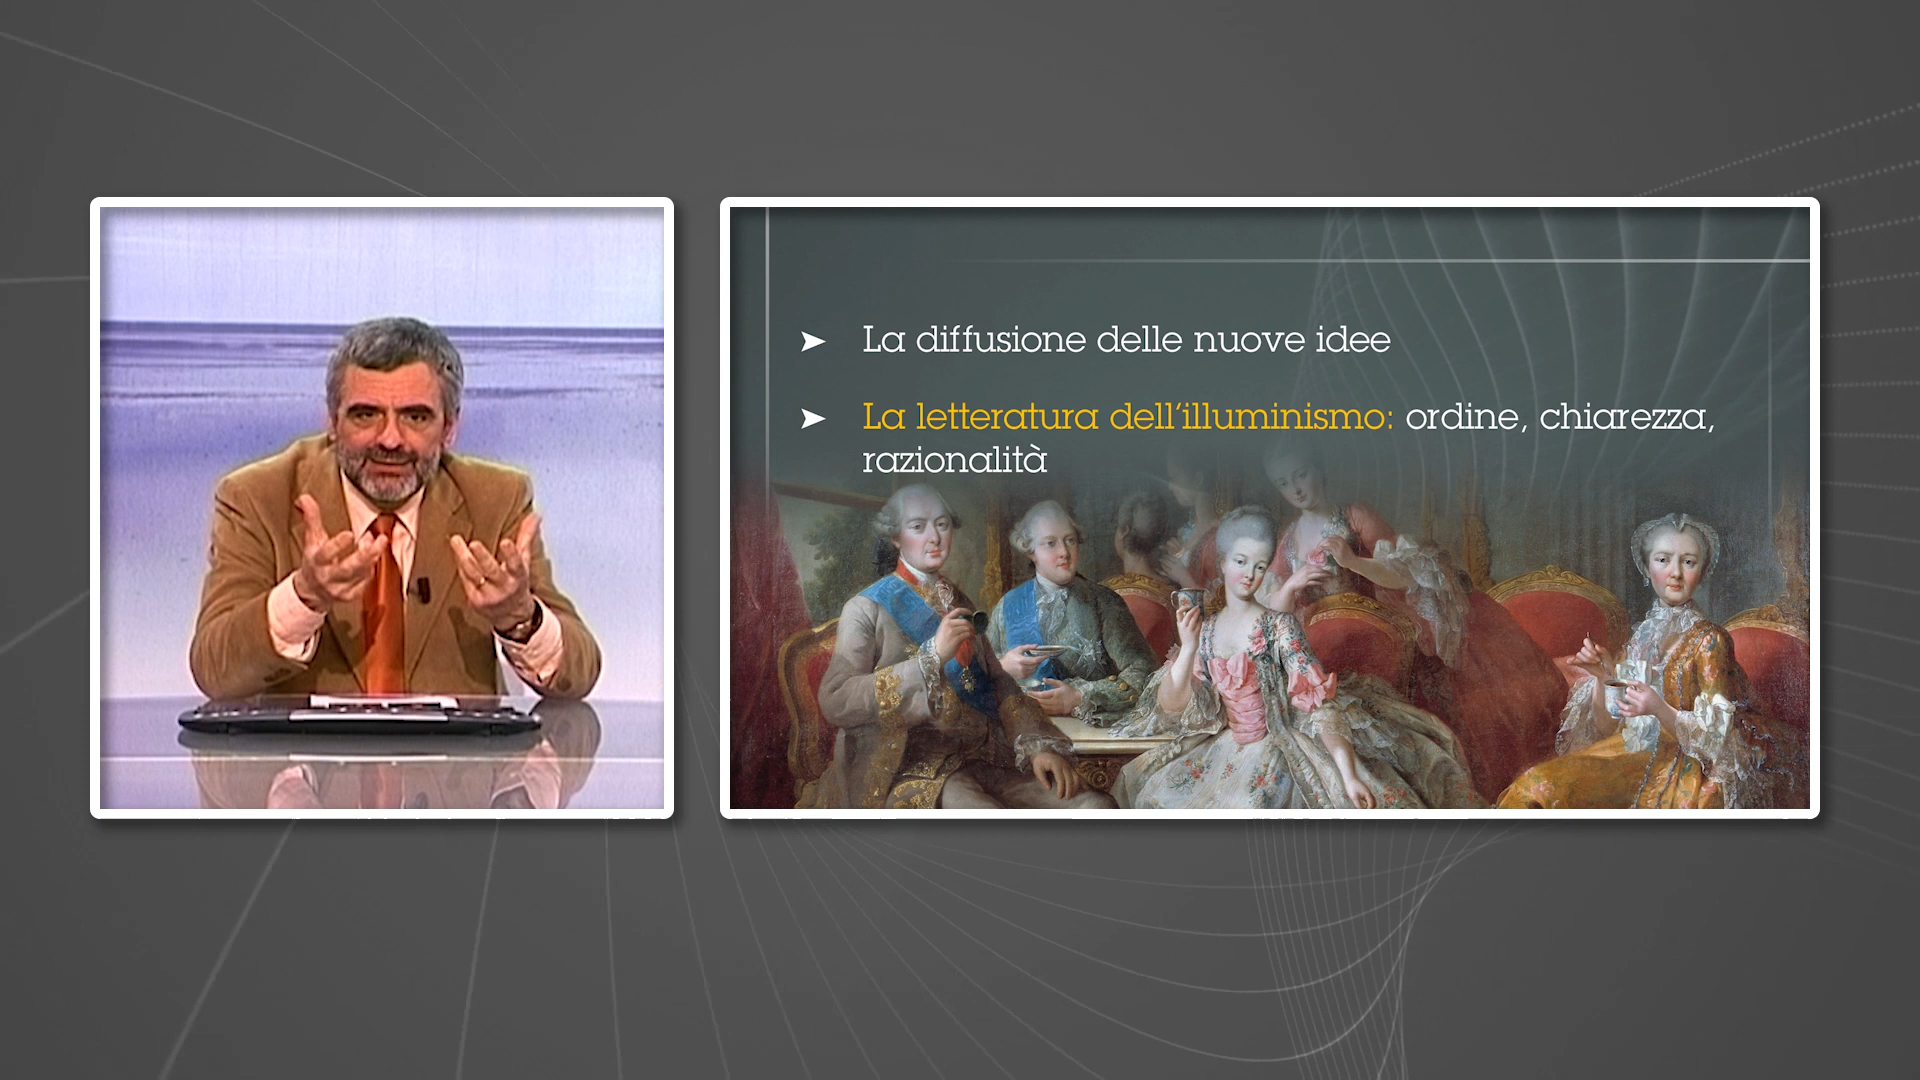 ➤ La diffusione delle nuove idee
➤ La letteratura dell'illuminismo: ordine, chiarezza,
razionalità